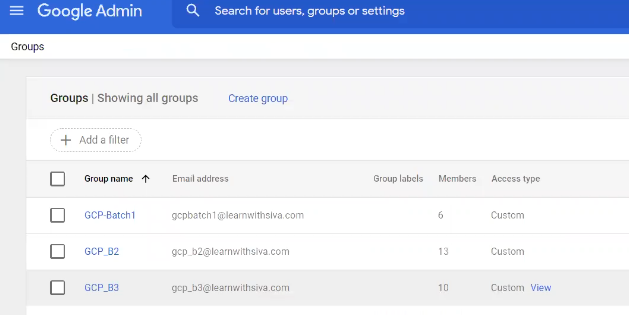 Google Admin Search for users, groups or settings
Groups
Groups | Showing all groups Create group
Add a filter
Group name Email address Group labels Members Access type
GCP-Batch1 gcpbatch1@learnwithsiva.com 6 Custom
GCP_B2 gcp_b2@learnwithsiva.com 13 Custom
GCP_B3 gcp_b3@learnwithsiva.com 10 Custom View